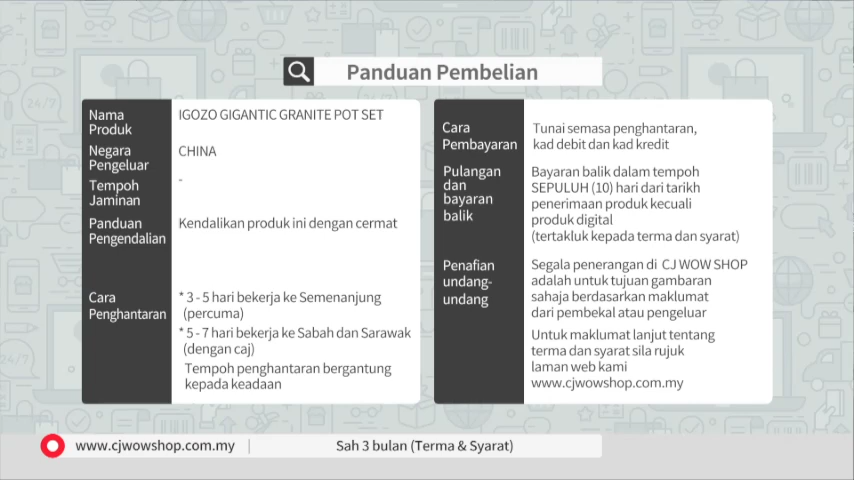 Panduan Pembelian
Nama
Produk
IGOZO GIGANTIC GRANITE POT SET
Negara
Pengeluar
CHINA
Tempoh
Jaminan
-
Panduan
Pengendalian
Kendalikan produk ini dengan cermat
Cara
Penghantaran
* 3 - 5 hari bekerja ke Semenanjung
(percuma)
* 5 - 7 hari bekerja ke Sabah dan Sarawak
(dengan caj)
Tempoh penghantaran bergantung
kepada keadaan
Cara
Pembayaran
Tunai semasa penghantaran,
kad debit dan kad kredit
Pulangan
dan
bayaran
balik
Bayaran balik dalam tempoh
SEPULUH (10) hari dari tarikh
penerimaan produk kecuali
produk digital
(tertakluk kepada terma dan syarat)
Penafian
undang-
undang
Segala penerangan di CJ WOW SHOP
adalah untuk tujuan gambaran
sahaja berdasarkan maklumat
dari pembekal atau pengeluar
Untuk maklumat lanjut tentang
terma dan syarat sila rujuk
laman web kami
www.cjwowshop.com.my
www.cjwowshop.com.my
Sah 3 bulan (Terma & Syarat)
24/7
24/7